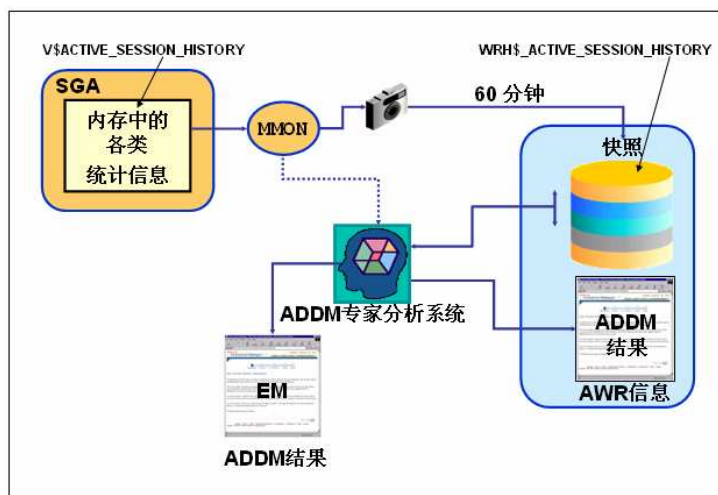 V$ACTIVE_SESSION_HISTORY
WRH$_ACTIVE_SESSION_HISTORY
SGA
内存中的
各类
统计信息
MMON
60 分钟
快照
ADDM专家分析系统
EM
ADDM结果
ADDM
结果
AWR信息